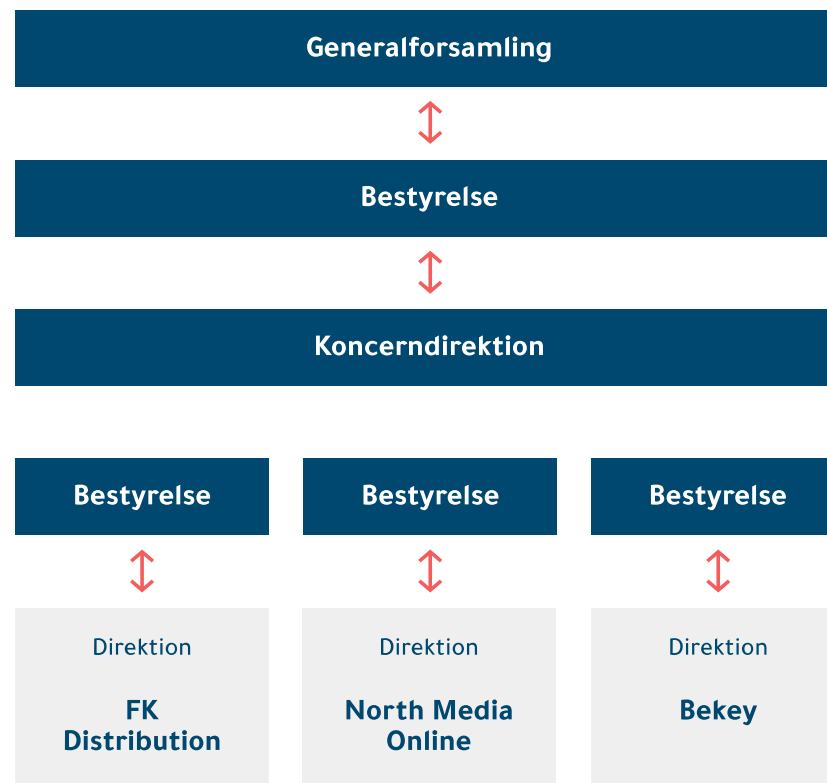 Generalforsamling
Bestyrelse
Koncerndirektion
Bestyrelse
Bestyrelse
Bestyrelse
Direktion
FK
Distribution
Direktion
North Media
Online
Direktion
Bekey